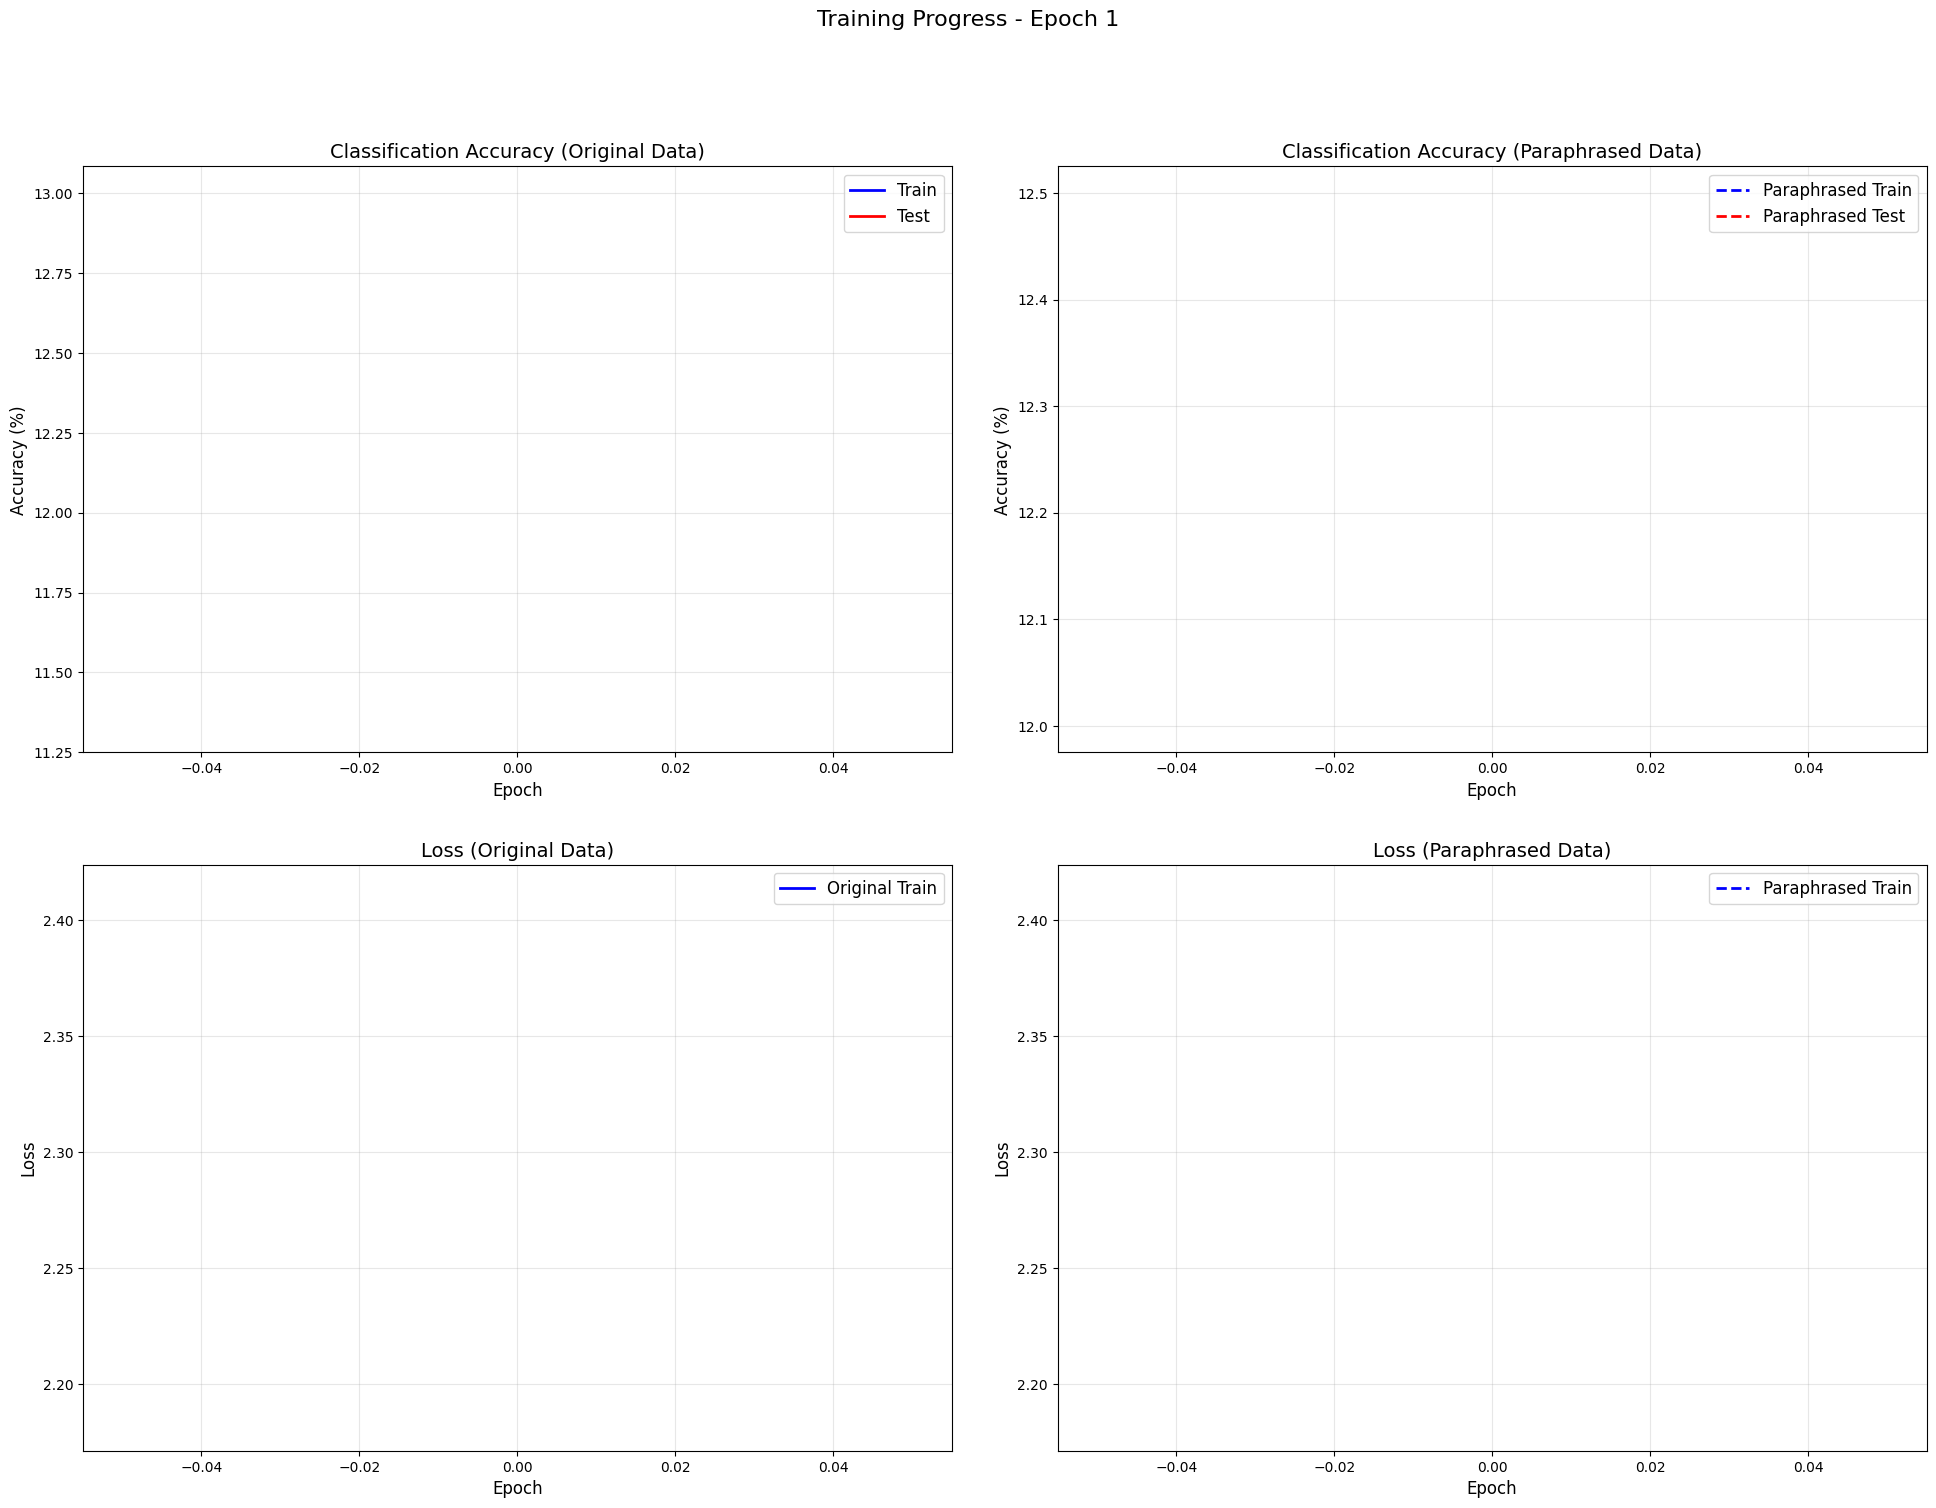 Training Progress - Epoch 1
Classification Accuracy (Original Data)
13.00
12.75
12.50
12.25
12.00
11.75
11.50
11.25
Accuracy (%)
Train
Test
−0.04
−0.02
0.00
0.02
0.04
Epoch
Classification Accuracy (Paraphrased Data)
12.5
12.4
12.3
12.2
12.1
12.0
Accuracy (%)
Paraphrased Train
Paraphrased Test
−0.04
−0.02
0.00
0.02
0.04
Epoch
Loss (Original Data)
2.40
2.35
2.30
2.25
2.20
Loss
Original Train
−0.04
−0.02
0.00
0.02
0.04
Epoch
Loss (Paraphrased Data)
2.40
2.35
2.30
2.25
2.20
Loss
Paraphrased Train
−0.04
−0.02
0.00
0.02
0.04
Epoch